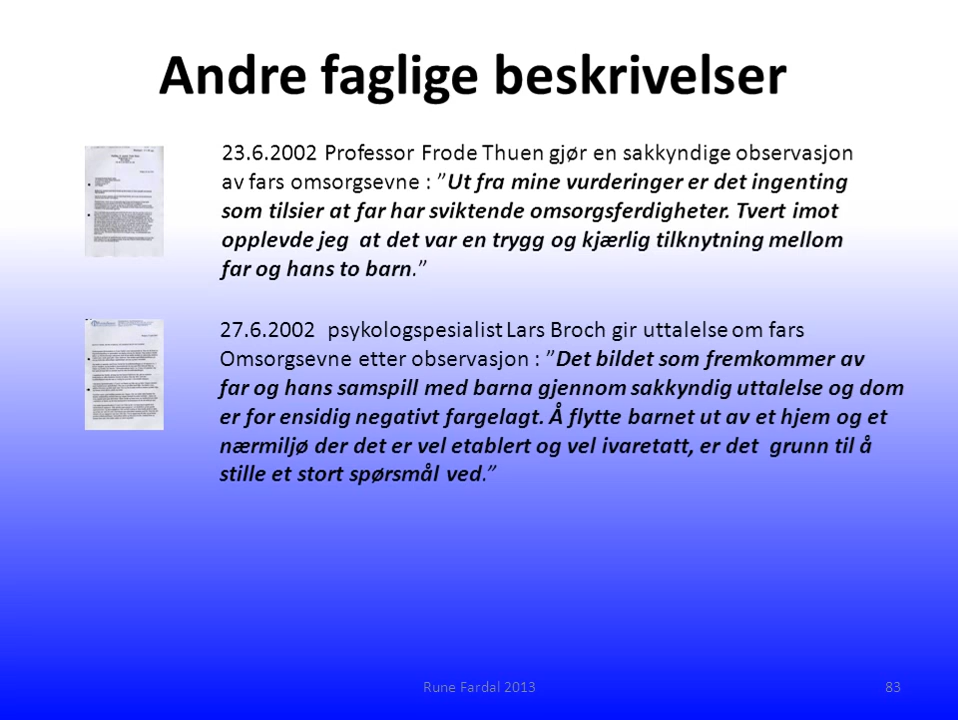 Andre faglige beskrivelser
23.6.2002 Professor Frode Thuen gjør en sakkyndige observasjon
av fars omsorgsevne : ”Ut fra mine vurderinger er det ingenting
som tilsier at far har sviktende omsorgsferdigheter. Tvert imot
opplevde jeg at det var en trygg og kjærlig tilknytning mellom
far og hans to barn.”
27.6.2002 psykologspesialist Lars Broch gir uttalelse om fars
Omsorgsevne etter observasjon : ”Det bildet som fremkommer av
far og hans samspill med barna gjennom sakkyndig uttalelse og dom
er for ensidig negativt fargelagt. Å flytte barnet ut av et hjem og et
nærmiljø der det er vel etablert og vel ivaretatt, er det grunn til å
stille et stort spørsmål ved.”
Rune Fardal 2013
83